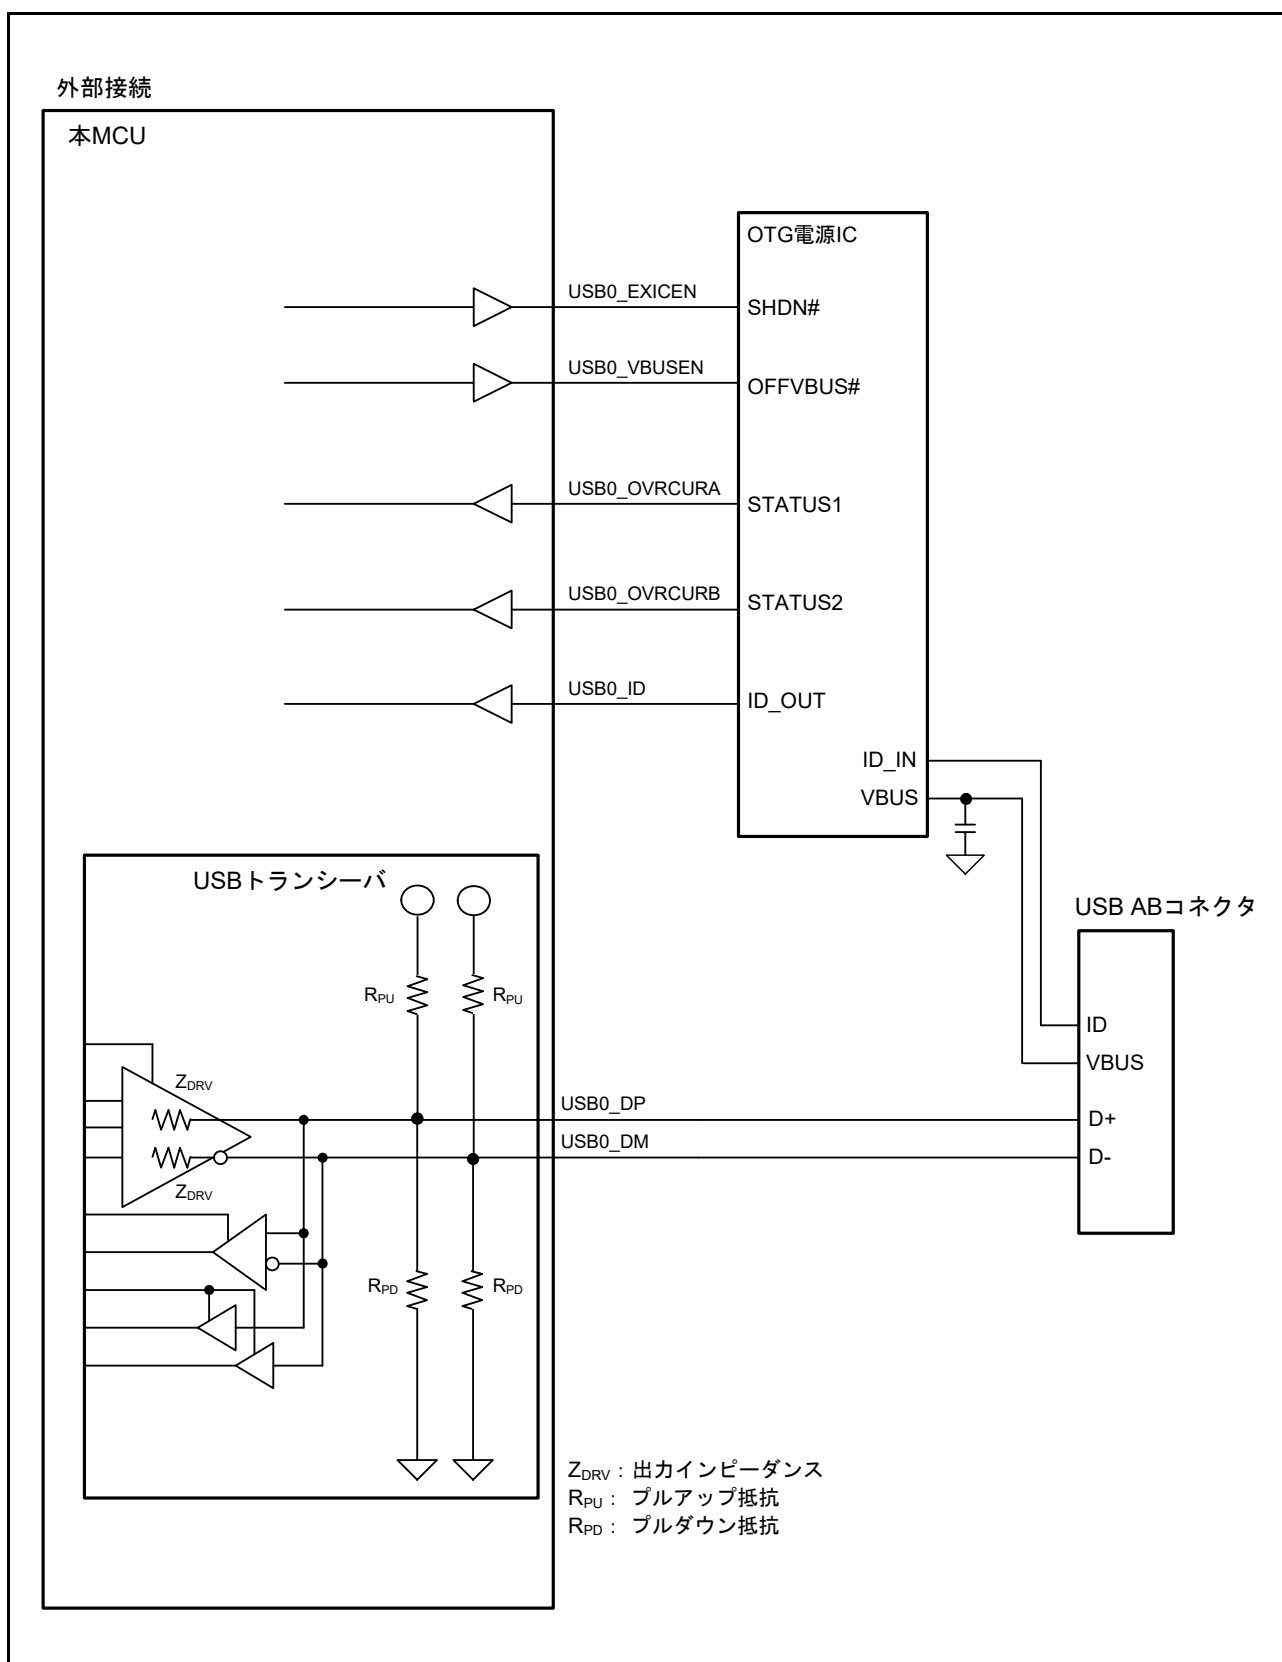 外部接続
本MCU
OTG電源IC
USB0_EXICEN
SHDN#
USB0_VBUSEN
OFFVBUS#
USB0_OVRCURA
STATUS1
USB0_OVRCURB
STATUS2
USB0_ID
ID_OUT
ID_IN
VBUS
USBトランシーバ
USB ABコネクタ
RPU
RPU
ID
VBUS
ZDRV
USB0_DP
D+
USB0_DM
D-
ZDRV
RPD
RPD
ZDRV : 出力インピーダンス
RPU : プルアップ抵抗
RPD : プルダウン抵抗